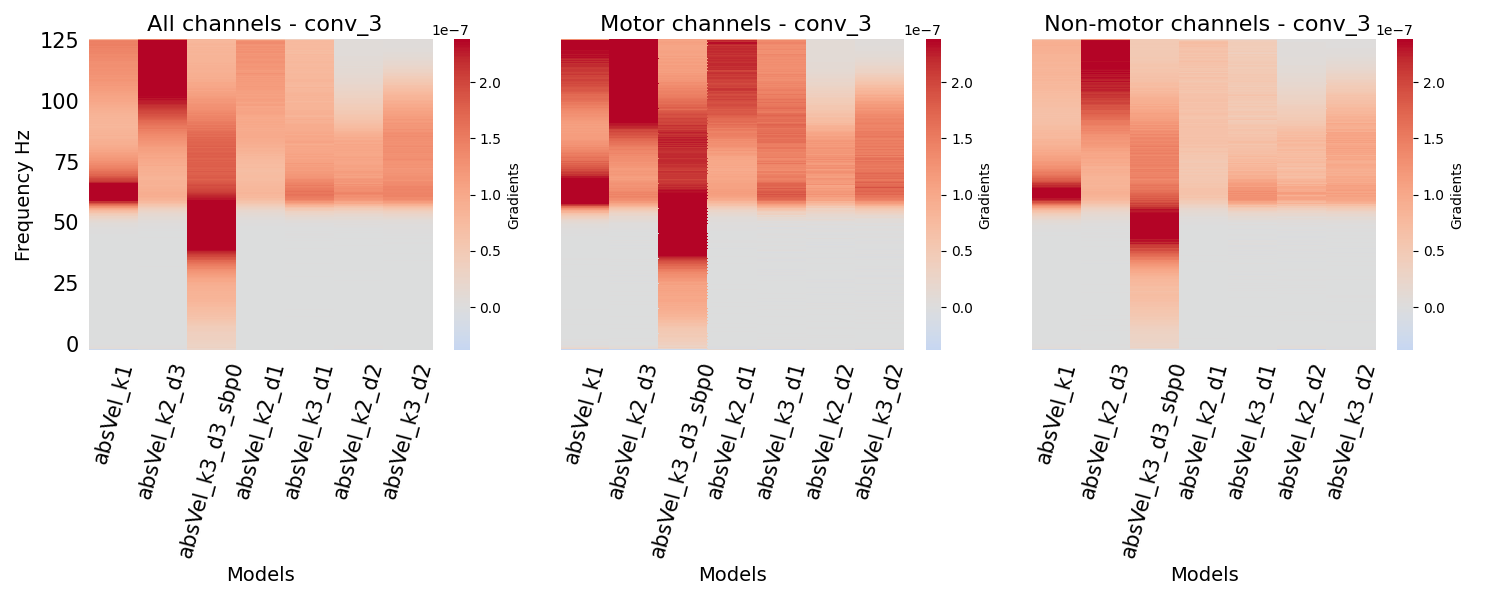 All channels - conv_3
1e−7
Motor channels - conv_3
1e−7
Non-motor channels - conv_3
1e−7
Frequency Hz
125
100
75
50
25
0
2.0
1.5
1.0
0.5
0.0
Gradients
2.0
1.5
1.0
0.5
0.0
Gradients
2.0
1.5
1.0
0.5
0.0
Gradients
absVel_k1
absVel_k2_d3
absVel_k3_d3_sbp0
absVel_k2_d1
absVel_k3_d1
absVel_k2_d2
absVel_k3_d2
absVel_k1
absVel_k2_d3
absVel_k3_d3_sbp0
absVel_k2_d1
absVel_k3_d1
absVel_k2_d2
absVel_k3_d2
absVel_k1
absVel_k2_d3
absVel_k3_d3_sbp0
absVel_k2_d1
absVel_k3_d1
absVel_k2_d2
absVel_k3_d2
Models
Models
Models